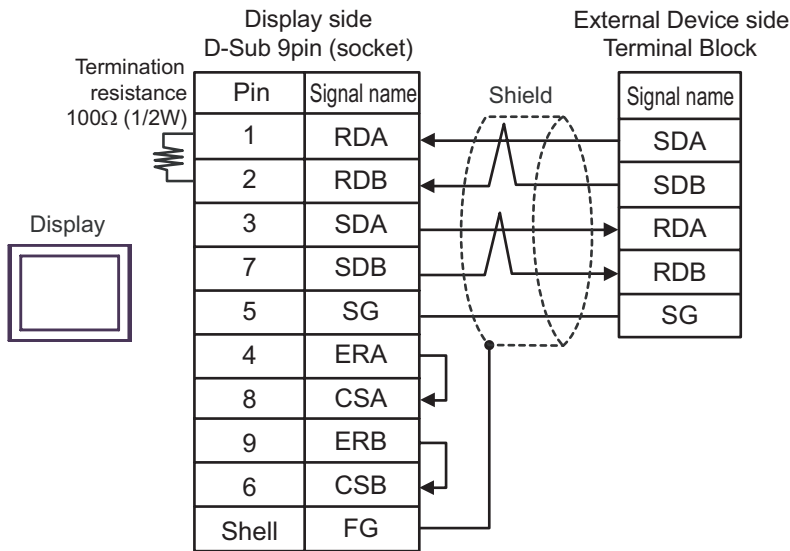 Display side
D-Sub 9pin (socket)
External Device side
Terminal Block
Termination
resistance
100Ω (1/2W)
Display
Shield
Pin Signal name
1 RDA
2 RDB
3 SDA
7 SDB
5 SG
4 ERA
8 CSA
9 ERB
6 CSB
Shell FG
Signal name
SDA
SDB
RDA
RDB
SG